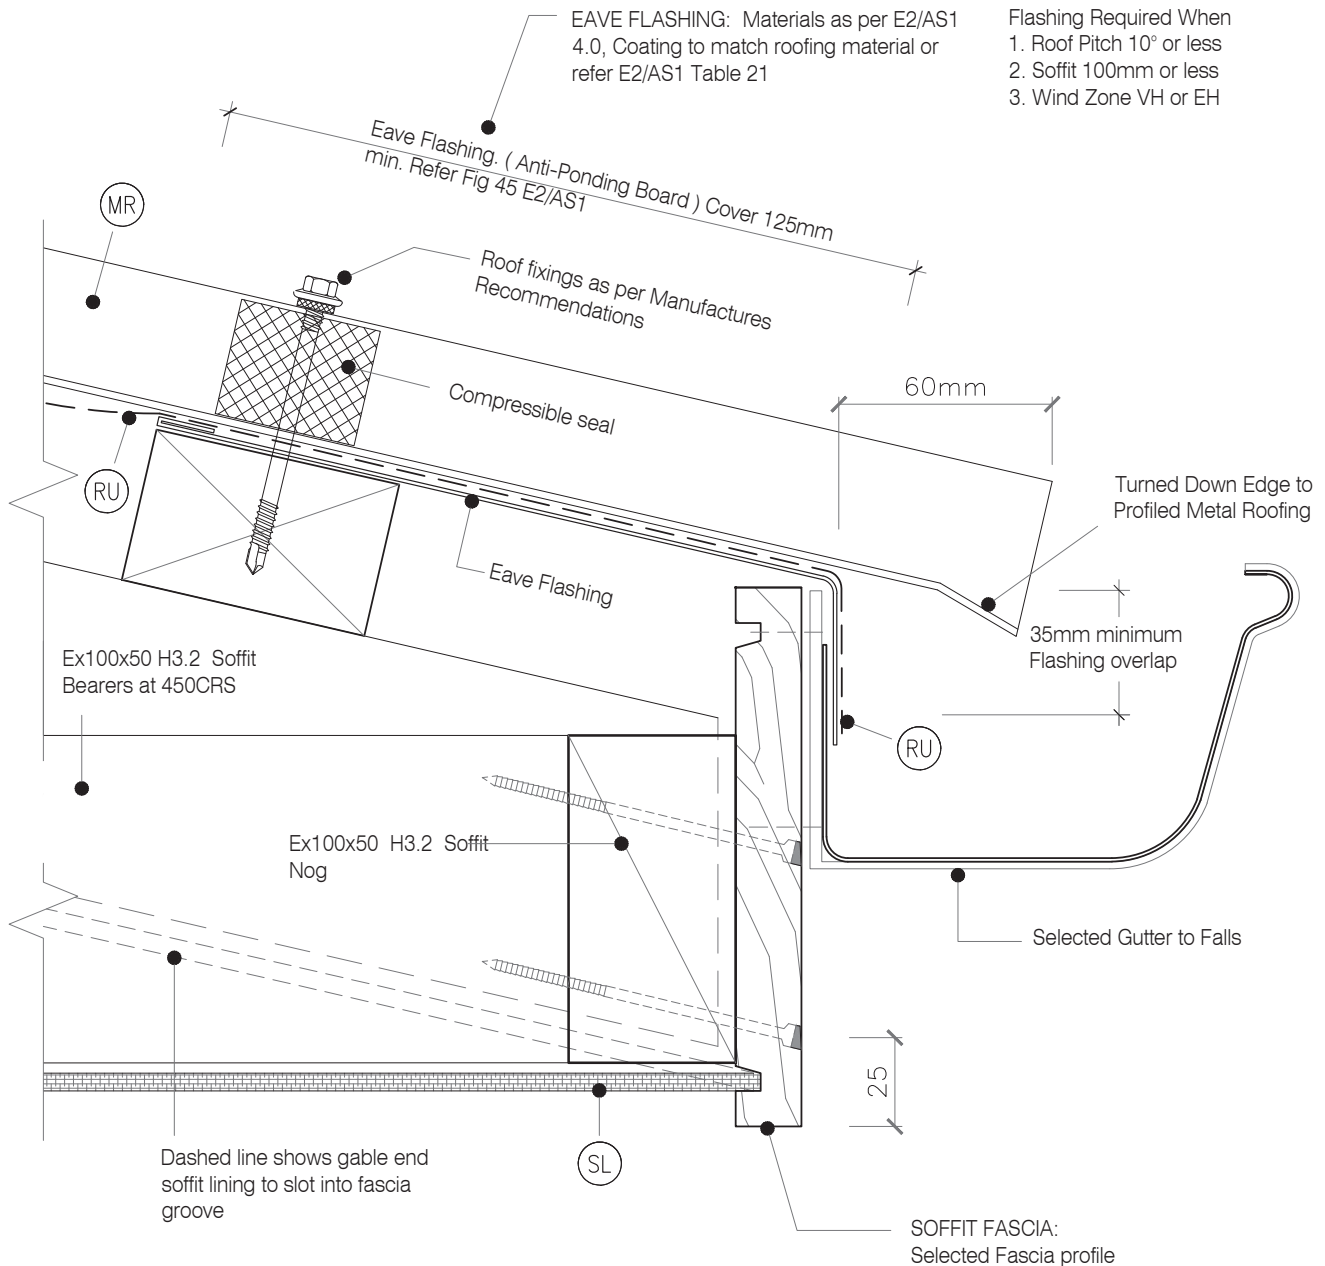 EAVE FLASHING: Materials as per E2/AS1
4.0, Coating to match roofing material or
refer E2/AS1 Table 21
Flashing Required When
1. Roof Pitch 10° or less
2. Soffit 100mm or less
3. Wind Zone VH or EH
Eave Flashing. ( Anti-Ponding Board ) Cover 125mm
min. Refer Fig 45 E2/AS1
MR
Roof fixings as per Manufactures
Recommendations
Compressible seal
60mm
RU
Turned Down Edge to
Profiled Metal Roofing
Eave Flashing
35mm minimum
Flashing overlap
Ex100x50 H3.2 Soffit
Bearers at 450CRS
RU
Ex100x50 H3.2 Soffit
Nog
Selected Gutter to Falls
25
Dashed line shows gable end
soffit lining to slot into fascia
groove
SL
SOFFIT FASCIA:
Selected Fascia profile